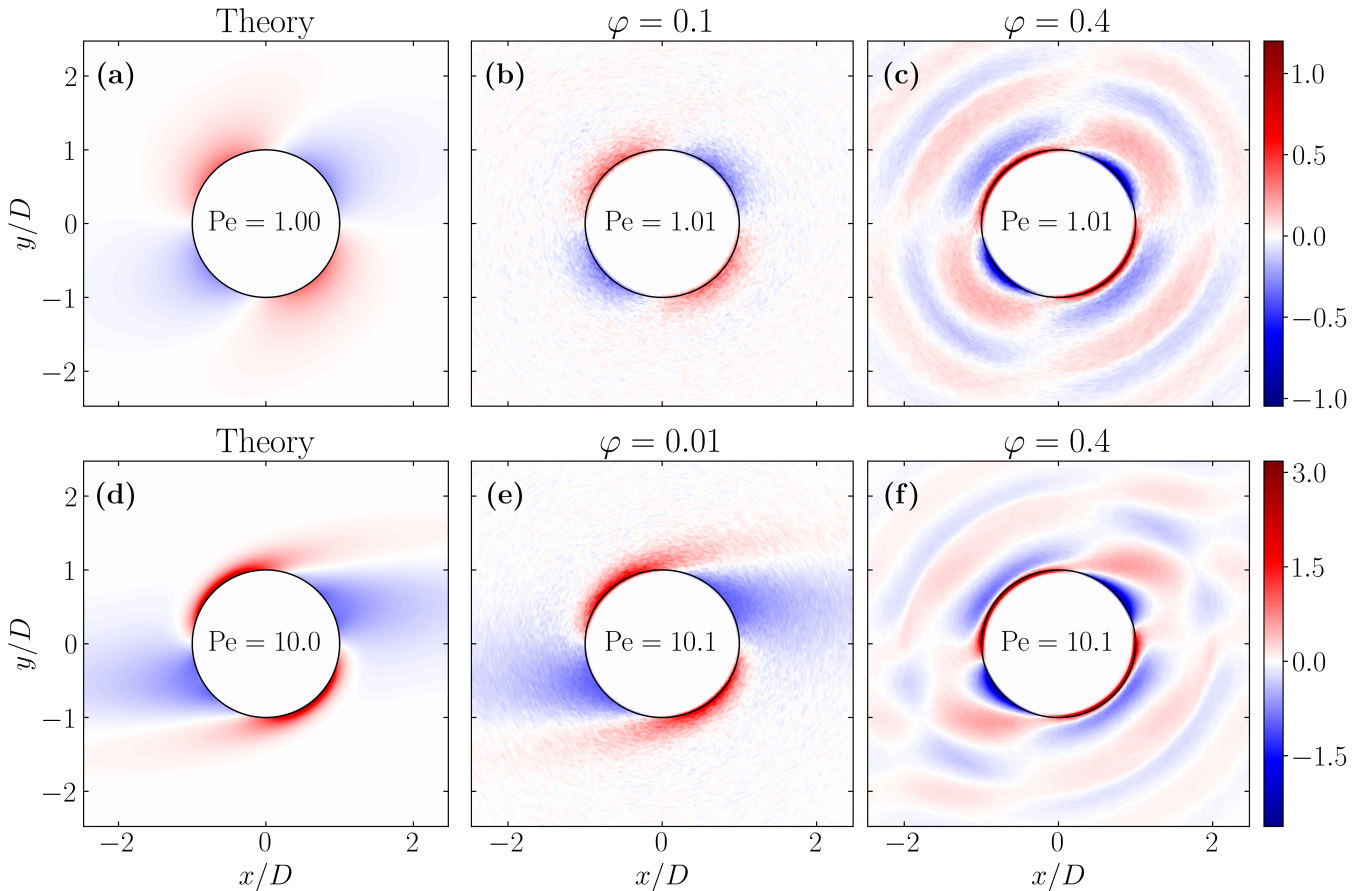 Theory
φ = 0.1
φ = 0.4
(a)
(b)
(c)
Pe = 1.00
Pe = 1.01
Pe = 1.01
y/D
2
1
0
−1
−2
1.0
0.5
0.0
−0.5
−1.0
Theory
φ = 0.01
φ = 0.4
(d)
(e)
(f)
Pe = 10.0
Pe = 10.1
Pe = 10.1
y/D
2
1
0
−1
−2
3.0
1.5
0.0
−1.5
−2 0 2
−2 0 2
−2 0 2
x/D
x/D
x/D